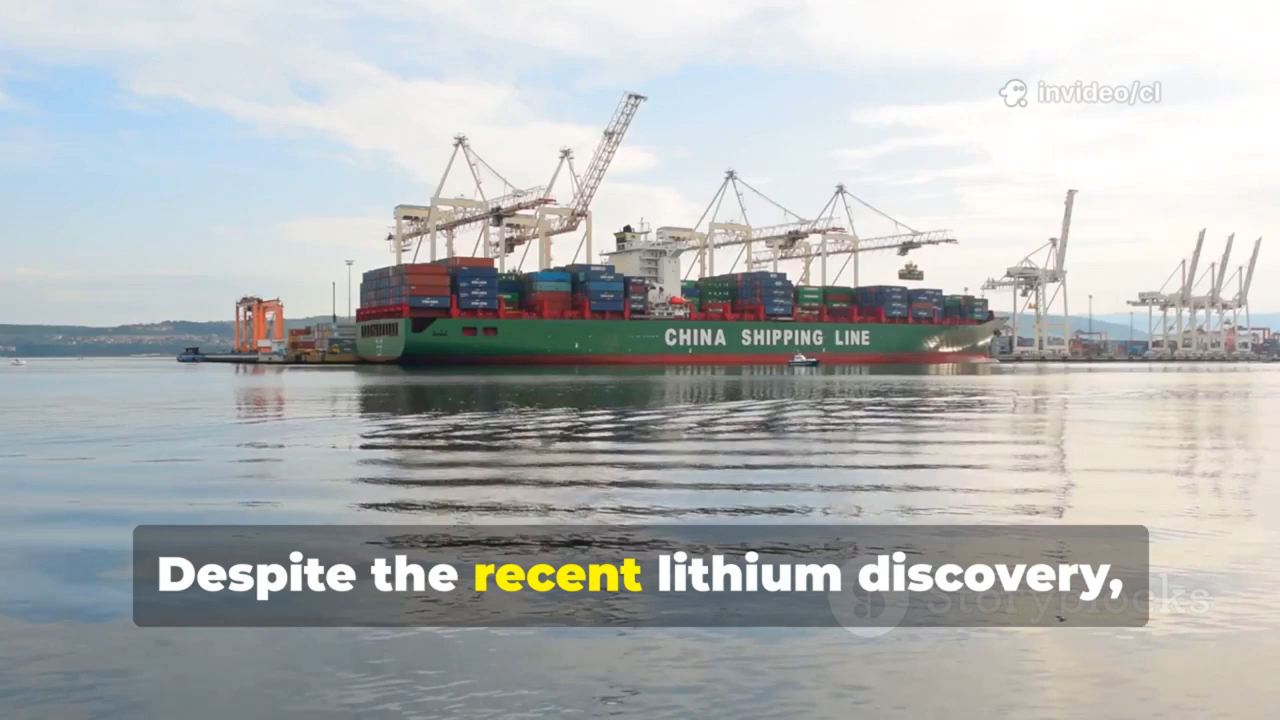 invideo/cl
CHINA SHIPPING LINE
Despite the recent lithium discovery,
Storyblocks